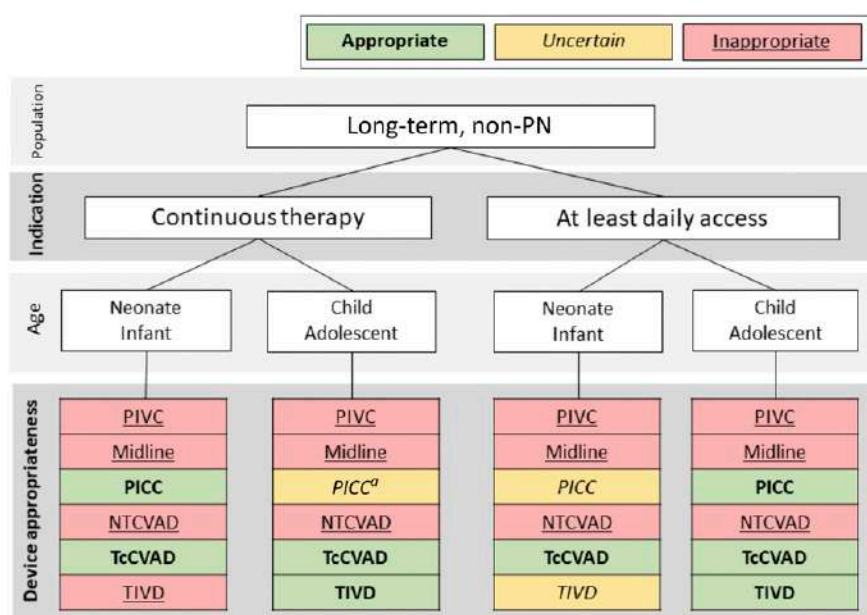 Appropriate Uncertain Inappropriate
Population
Long-term, non-PN
Indication
Continuous therapy At least daily access
Age
Neonate Child Neonate Child
Infant Adolescent Infant Adolescent
Device appropriateness
PIVC PIVC PIVC PIVC
Midline Midline Midline Midline
PICC PICCᵃ PICC PICC
NTCVAD NTCVAD NTCVAD NTCVAD
TcCVAD TcCVAD TcCVAD TcCVAD
TIVD TIVD TIVD TIVD